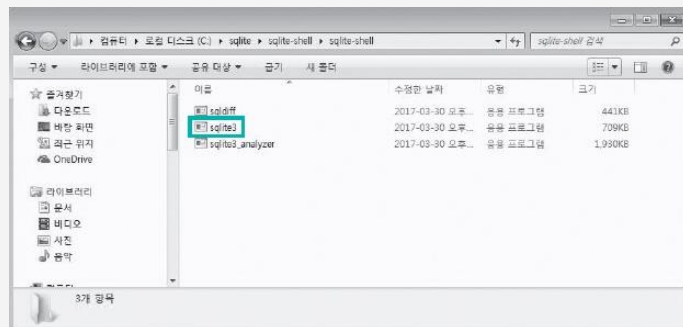 컴퓨터 ▸ 로컬 디스크 (C:) ▸ sqlite ▸ sqlite-shell ▸ sqlite-shell
sqlite-shell 검색
구성 ▾ 라이브러리에 포함 ▾ 공유 대상 ▾ 굽기 새 폴더
즐겨찾기
다운로드
바탕 화면
최근 위치
OneDrive
라이브러리
문서
비디오
사진
음악
이름 수정한 날짜 유형 크기
sqldiff 2017-03-30 오후... 응용 프로그램 441KB
sqlite3 2017-03-30 오후... 응용 프로그램 709KB
sqlite3_analyzer 2017-03-30 오후... 응용 프로그램 1,930KB
3개 항목